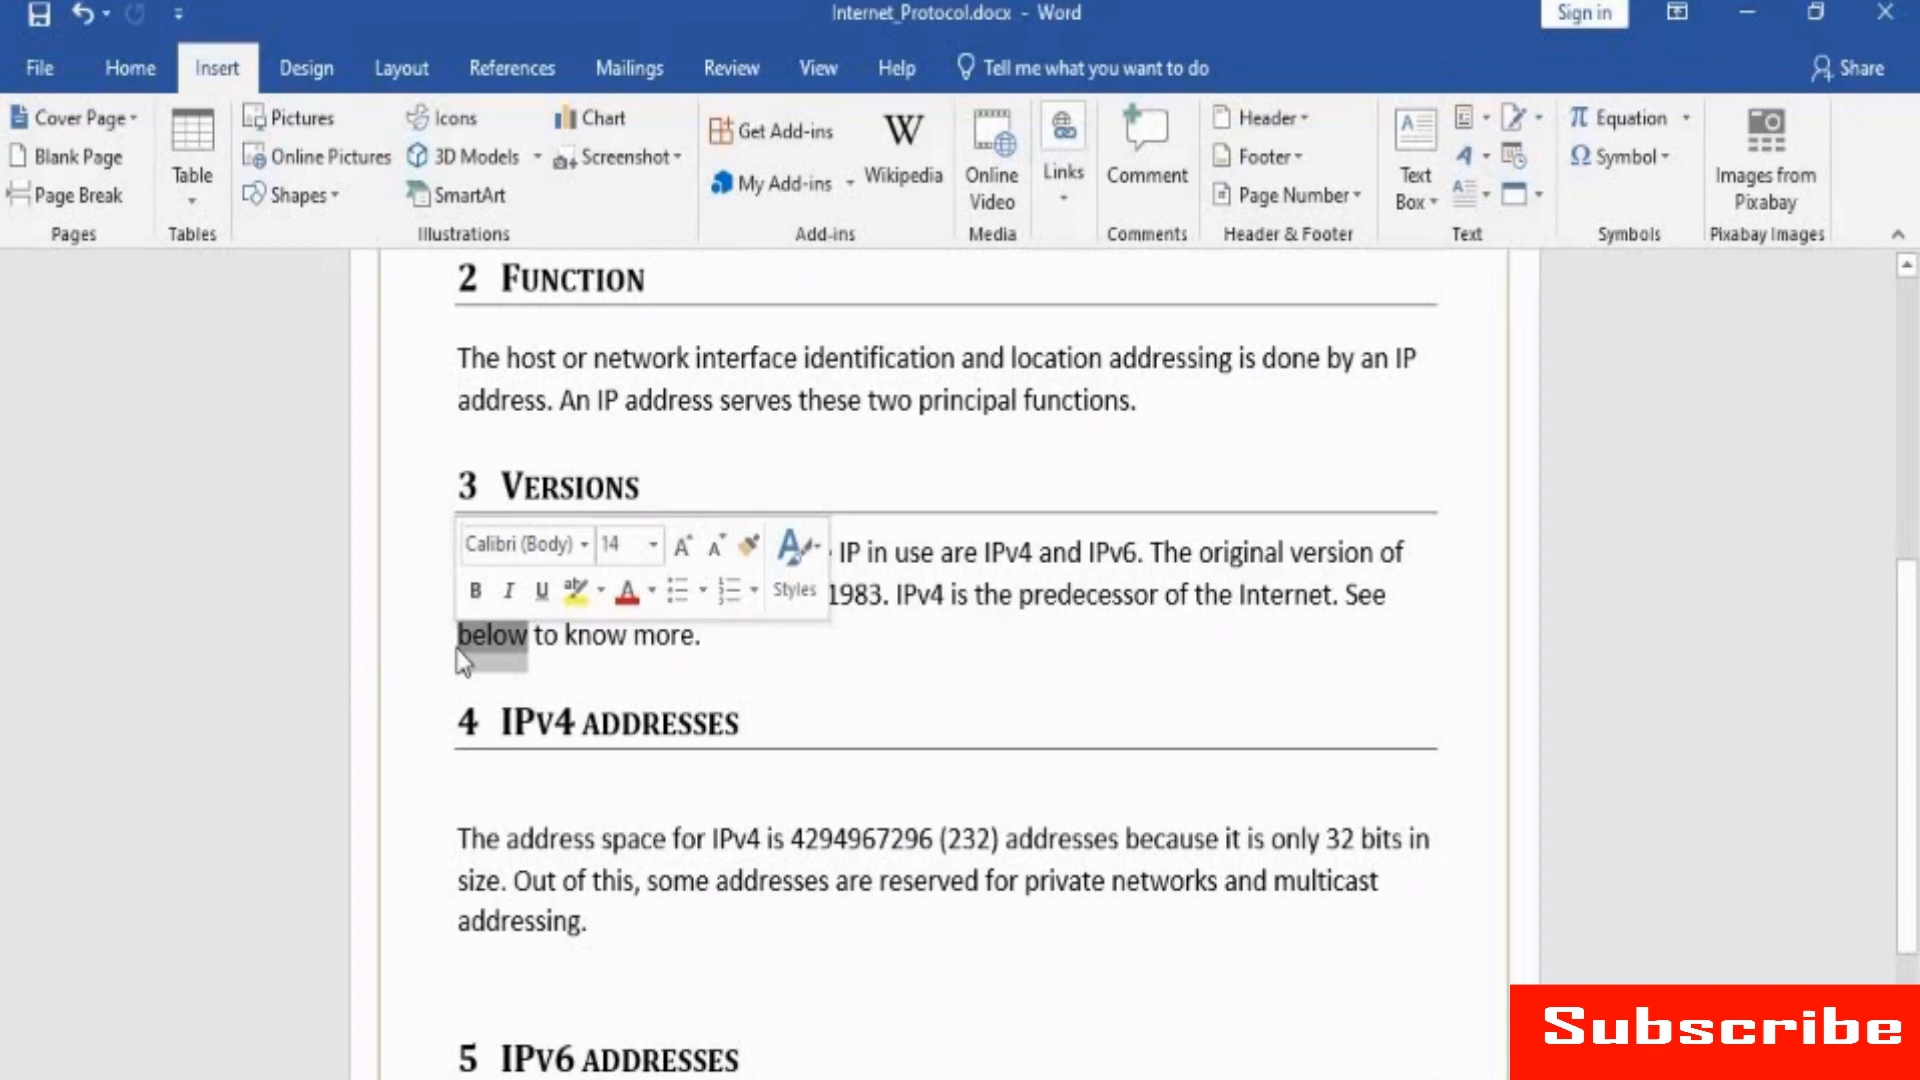 Internet_Protocol.docx - Word
Sign in
File Home Insert Design Layout References Mailings Review View Help Tell me what you want to do Share
Cover Page
Blank Page
Page Break
Pages
Table
Tables
Pictures
Online Pictures
Shapes
Icons
3D Models
SmartArt
Chart
Screenshot
Illustrations
Get Add-ins
My Add-ins
W
Wikipedia
Add-ins
Online
Video
Media
Links
Comment
Comments
Header
Footer
Page Number
Header & Footer
Text
Box
Text
π Equation
Ω Symbol
Symbols
Images from
Pixabay
Pixabay Images
2 FUNCTION
The host or network interface identification and location addressing is done by an IP
address. An IP address serves these two principal functions.
3 VERSIONS
Calibri (Body) 14 A A
B I U aby A Styles
IP in use are IPv4 and IPv6. The original version of
1983. IPv4 is the predecessor of the Internet. See
below to know more.
4 IPV4 ADDRESSES
The address space for IPv4 is 4294967296 (232) addresses because it is only 32 bits in
size. Out of this, some addresses are reserved for private networks and multicast
addressing.
5 IPV6 ADDRESSES
Subscribe